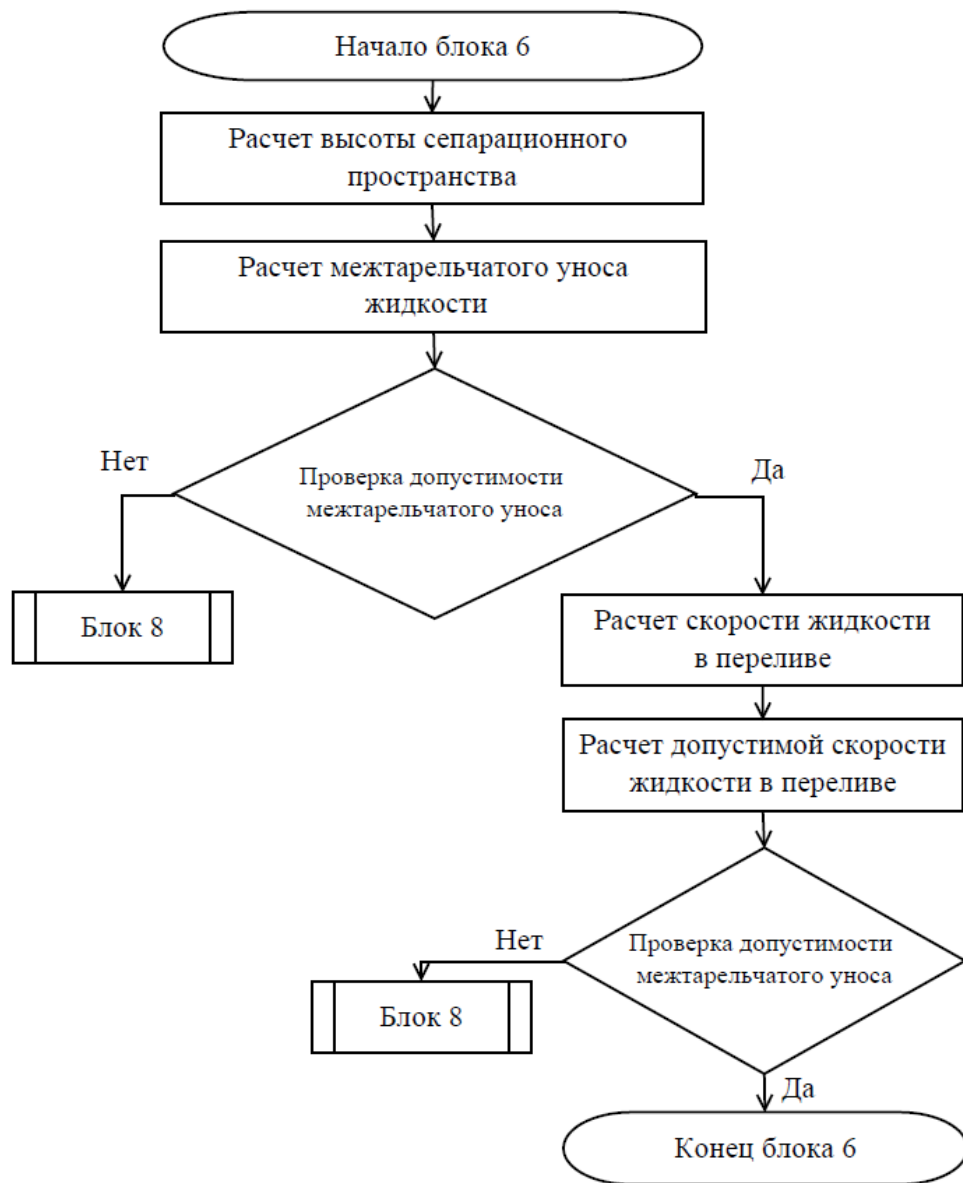 Начало блока 6
Расчет высоты сепарационного
пространства
Расчет межтарельчатого уноса
жидкости
Нет
Да
Проверка допустимости
межтарельчатого уноса
Блок 8
Расчет скорости жидкости
в переливе
Расчет допустимой скорости
жидкости в переливе
Нет
Проверка допустимости
межтарельчатого уноса
Блок 8
Да
Конец блока 6